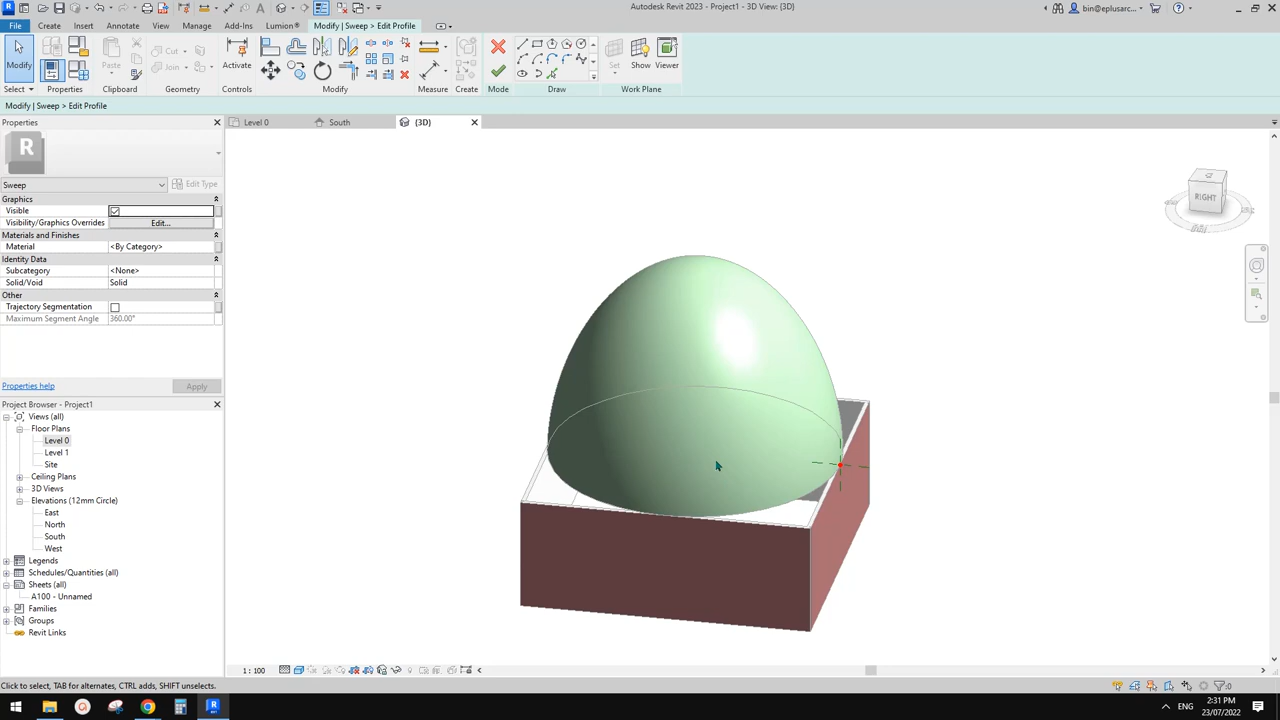 Autodesk Revit 2023 - Project1 - 3D View: {3D}
bin@eplusarc...
File Create Insert Annotate View Manage Add-Ins Lumion® Modify | Sweep > Edit Profile
Modify Paste Cut Join Activate Set Show Viewer
Select Properties Clipboard Geometry Controls Modify Measure Create Mode Draw Work Plane
Modify | Sweep > Edit Profile
Properties
Level 0 South {3D}
R
Sweep Edit Type
Graphics
Visible
Visibility/Graphics Overrides Edit...
Materials and Finishes
Material <By Category>
Identity Data
Subcategory <None>
Solid/Void Solid
Other
Trajectory Segmentation
Maximum Segment Angle 360.00°
Properties help Apply
Project Browser - Project1
Views (all)
Floor Plans
Level 0
Level 1
Site
Ceiling Plans
3D Views
Elevations (12mm Circle)
East
North
South
West
Legends
Schedules/Quantities (all)
Sheets (all)
A100 - Unnamed
Families
Groups
Revit Links
RIGHT
1 : 100
Click to select, TAB for alternates, CTRL adds, SHIFT unselects.
:0
ENG
2:31 PM
23/07/2022